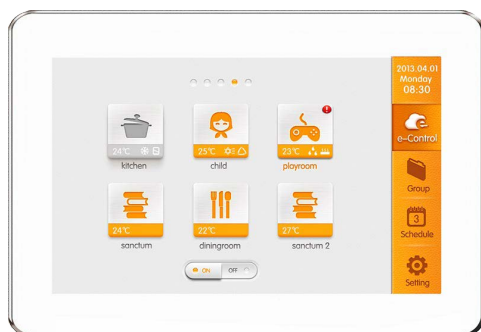 2013.04.01
Monday
08:30
e-Control
Group
3
Schedule
Setting
24℃
kitchen
25℃
child
23℃
playroom
24℃
sanctum
22℃
diningroom
27℃
sanctum 2
ON OFF